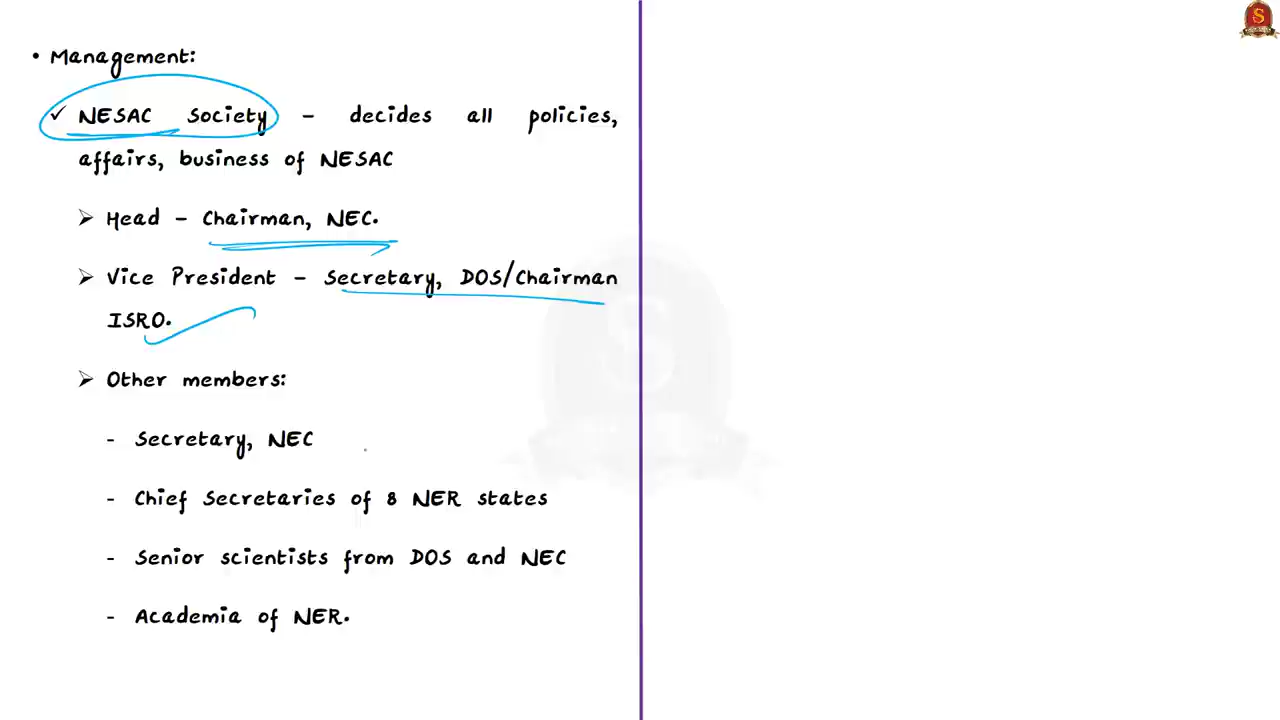 • Management:
✓ NESAC Society – decides all policies,
affairs, business of NESAC
➢ Head – Chairman, NEC.
➢ Vice President – Secretary, DOS/Chairman
ISRO.
➢ Other members:
- Secretary, NEC
- Chief Secretaries of 8 NER states
- Senior scientists from DOS and NEC
- Academia of NER.